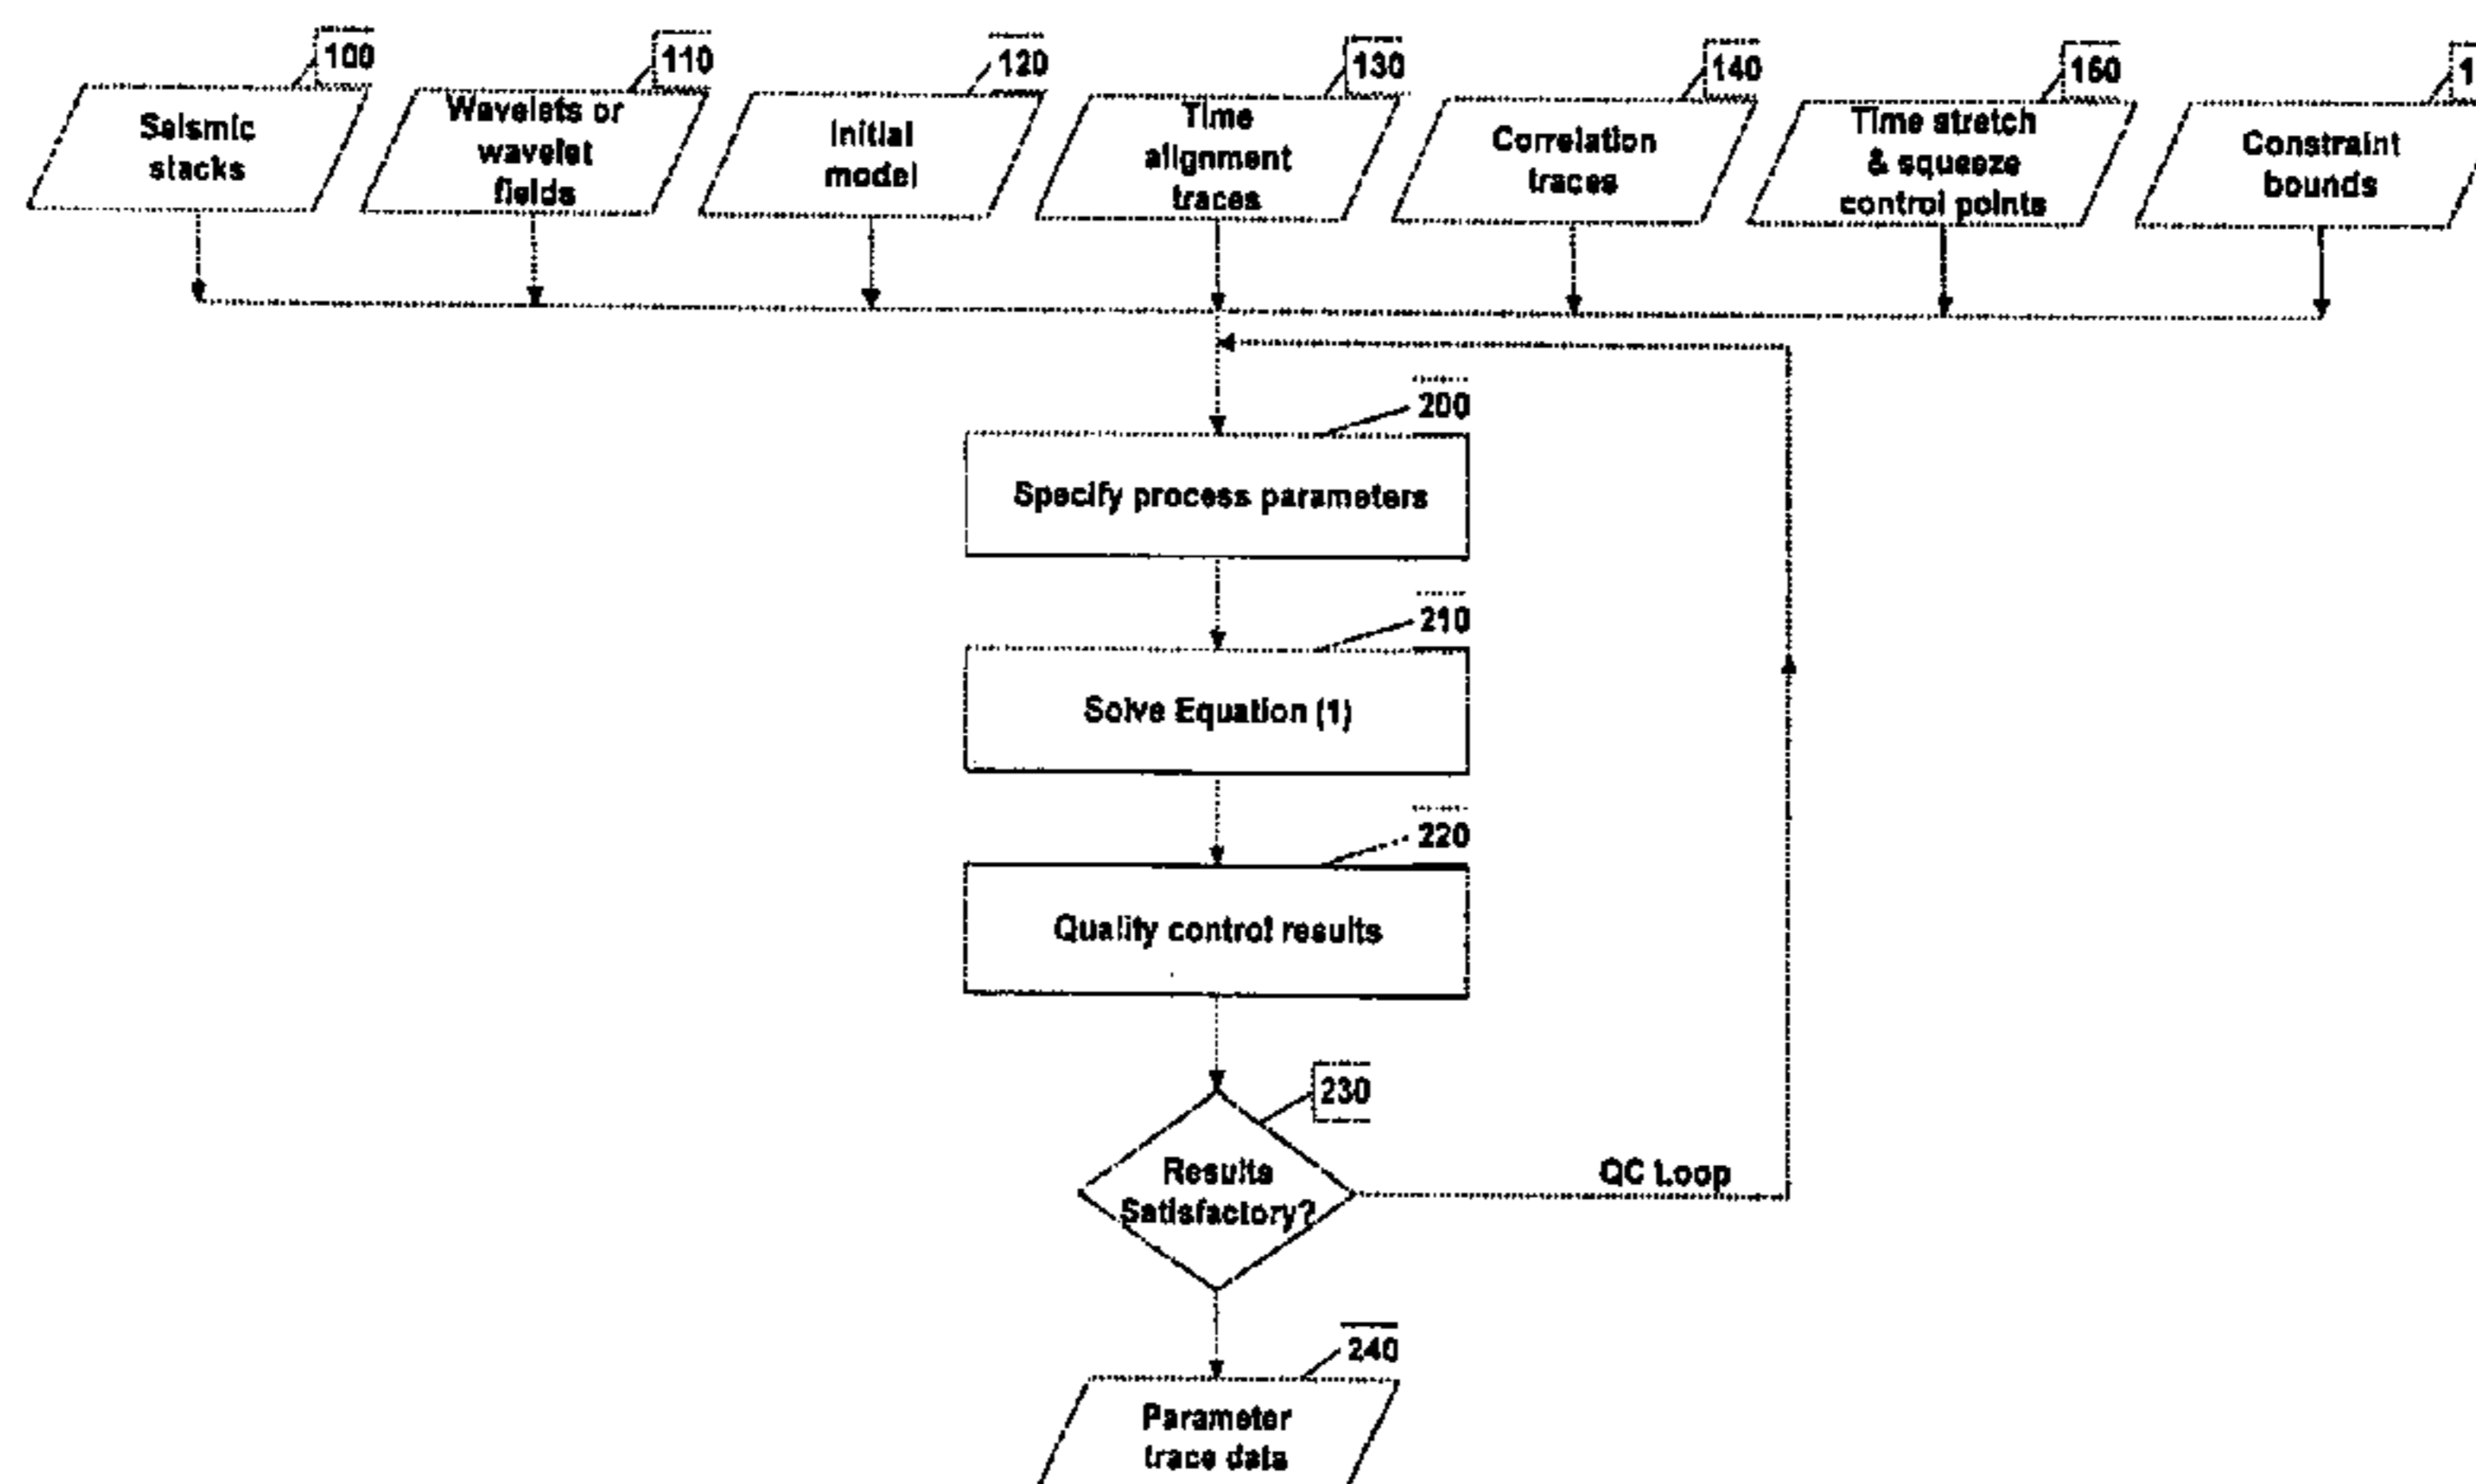 100
110
120
130
140
150
1
Seismic
stacks
Wavelets or
wavelet
fields
Initial
model
Time
alignment
traces
Correlation
traces
Time stretch
& squeeze
control points
Constraint
bounds
200
Specify process parameters
210
Solve Equation (1)
220
Quality control results
230
Results
Satisfactory?
QC Loop
240
Parameter
trace data